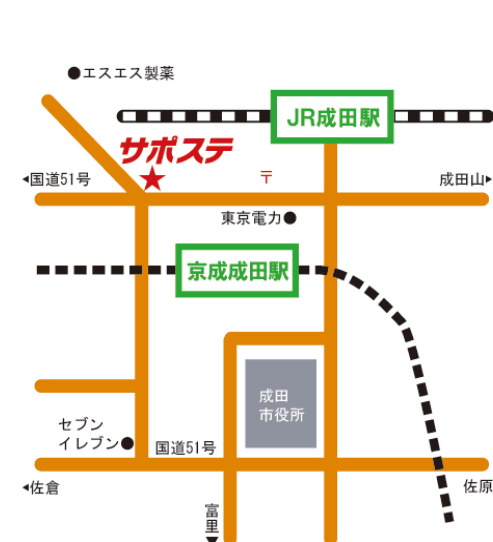 ●エスエス製薬
JR成田駅
サポステ
★
◂国道51号
〒
成田山▸
東京電力●
京成成田駅
成田
市役所
セブン
イレブン●
国道51号
◂佐倉
佐原
富里▾